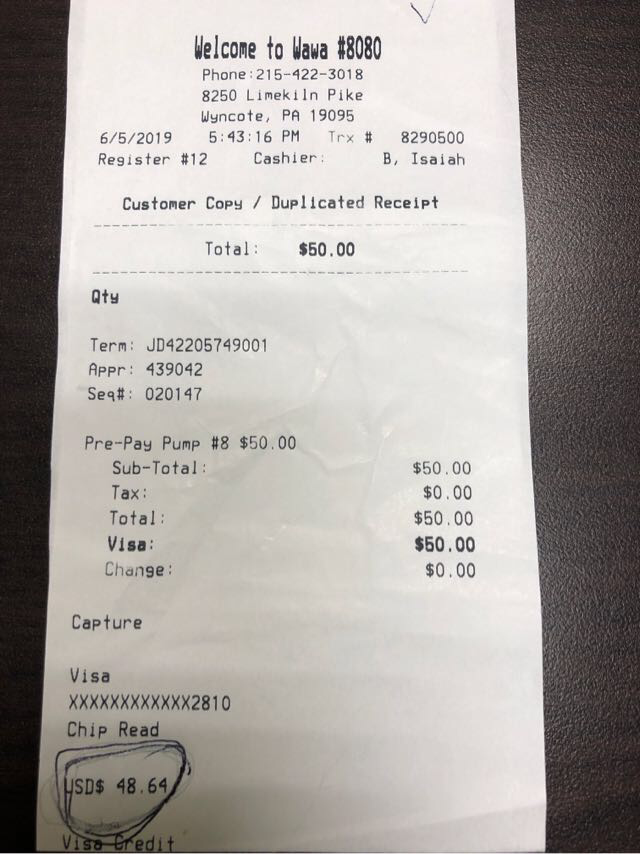 Welcome to Wawa #8080
Phone:215-422-3018
8250 Limekiln Pike
Wyncote, PA 19095
6/5/2019 5:43:16 PM Trx # 8290500
Register #12 Cashier: B, Isaiah
Customer Copy / Duplicated Receipt
Total: $50.00
Qty
Term: JD42205749001
Appr: 439042
Seq#: 020147
Pre-Pay Pump #8 $50.00
Sub-Total: $50.00
Tax: $0.00
Total: $50.00
Visa: $50.00
Change: $0.00
Capture
Visa
XXXXXXXXXXXX2810
Chip Read
USD$ 48.64
Visa Credit